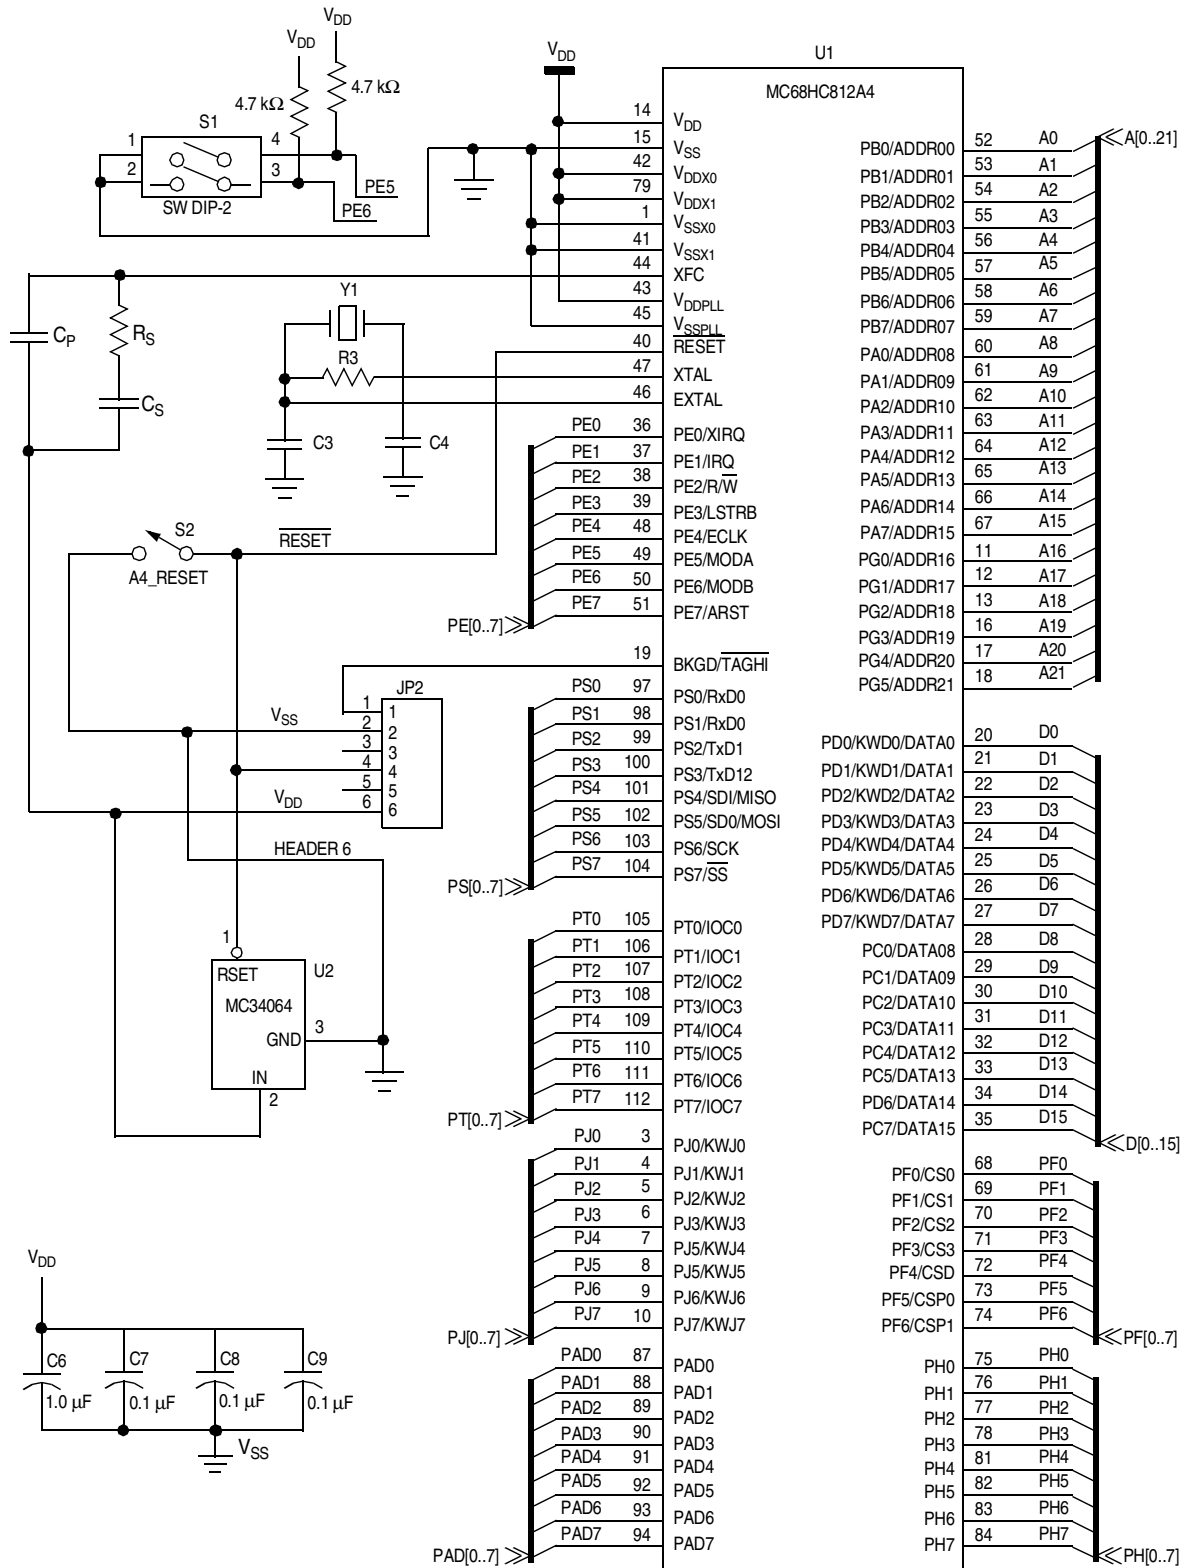 VDD
VDD
4.7 kΩ
4.7 kΩ
S1
1
2
4
3
SW DIP-2
PE5
PE6
VDD
U1
MC68HC812A4
14 VDD
15 VSS
42 VDDX0
79 VDDX1
1 VSSX0
41 VSSX1
44 XFC
43 VDDPLL
45 VSSPLL
40 RESET
47 XTAL
46 EXTAL
CP
RS
CS
Y1
R3
C3
C4
S2
A4_RESET
RESET
PE0 36 PE0/XIRQ
PE1 37 PE1/IRQ
PE2 38 PE2/R/W
PE3 39 PE3/LSTRB
PE4 48 PE4/ECLK
PE5 49 PE5/MODA
PE6 50 PE6/MODB
PE7 51 PE7/ARST
PE[0..7]
19 BKGD/TAGHI
JP2
1 1
VSS 2 2
3 3
4 4
5 5
VDD 6 6
HEADER 6
PS0 97 PS0/RxD0
PS1 98 PS1/RxD0
PS2 99 PS2/TxD1
PS3 100 PS3/TxD12
PS4 101 PS4/SDI/MISO
PS5 102 PS5/SD0/MOSI
PS6 103 PS6/SCK
PS7 104 PS7/SS
PS[0..7]
1
RSET
U2
MC34064
GND 3
IN
2
PT0 105 PT0/IOC0
PT1 106 PT1/IOC1
PT2 107 PT2/IOC2
PT3 108 PT3/IOC3
PT4 109 PT4/IOC4
PT5 110 PT5/IOC5
PT6 111 PT6/IOC6
PT7 112 PT7/IOC7
PT[0..7]
PJ0 3 PJ0/KWJ0
PJ1 4 PJ1/KWJ1
PJ2 5 PJ2/KWJ2
PJ3 6 PJ3/KWJ3
PJ4 7 PJ5/KWJ4
PJ5 8 PJ5/KWJ5
PJ6 9 PJ6/KWJ6
PJ7 10 PJ7/KWJ7
PJ[0..7]
VDD
C6
1.0 µF
C7
0.1 µF
C8
0.1 µF
C9
0.1 µF
VSS
PAD0 87 PAD0
PAD1 88 PAD1
PAD2 89 PAD2
PAD3 90 PAD3
PAD4 91 PAD4
PAD5 92 PAD5
PAD6 93 PAD6
PAD7 94 PAD7
PAD[0..7]
PB0/ADDR00 52 A0
A[0..21]
PB1/ADDR01 53 A1
PB2/ADDR02 54 A2
PB3/ADDR03 55 A3
PB4/ADDR04 56 A4
PB5/ADDR05 57 A5
PB6/ADDR06 58 A6
PB7/ADDR07 59 A7
PA0/ADDR08 60 A8
PA1/ADDR09 61 A9
PA2/ADDR10 62 A10
PA3/ADDR11 63 A11
PA4/ADDR12 64 A12
PA5/ADDR13 65 A13
PA6/ADDR14 66 A14
PA7/ADDR15 67 A15
PG0/ADDR16 11 A16
PG1/ADDR17 12 A17
PG2/ADDR18 13 A18
PG3/ADDR19 16 A19
PG4/ADDR20 17 A20
PG5/ADDR21 18 A21
PD0/KWD0/DATA0 20 D0
PD1/KWD1/DATA1 21 D1
PD2/KWD2/DATA2 22 D2
PD3/KWD3/DATA3 23 D3
PD4/KWD4/DATA4 24 D4
PD5/KWD5/DATA5 25 D5
PD6/KWD6/DATA6 26 D6
PD7/KWD7/DATA7 27 D7
PC0/DATA08 28 D8
PC1/DATA09 29 D9
PC2/DATA10 30 D10
PC3/DATA11 31 D11
PC4/DATA12 32 D12
PC5/DATA13 33 D13
PD6/DATA14 34 D14
PC7/DATA15 35 D15
D[0..15]
PF0/CS0 68 PF0
PF1/CS1 69 PF1
PF2/CS2 70 PF2
PF3/CS3 71 PF3
PF4/CSD 72 PF4
PF5/CSP0 73 PF5
PF6/CSP1 74 PF6
PF[0..7]
PH0 75 PH0
PH1 76 PH1
PH2 77 PH2
PH3 78 PH3
PH4 81 PH4
PH5 82 PH5
PH6 83 PH6
PH7 84 PH7
PH[0..7]